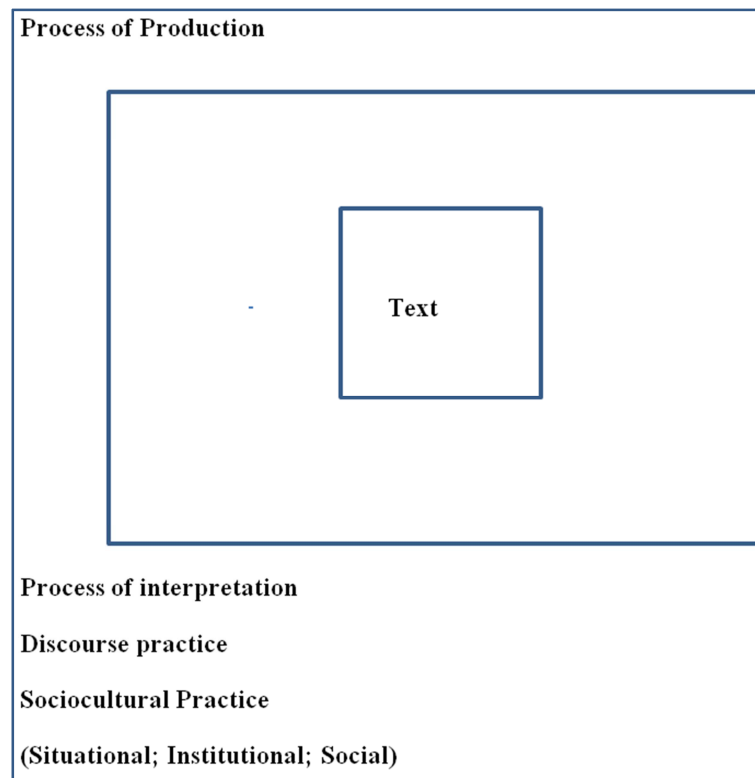 Process of Production
Text
Process of interpretation
Discourse practice
Sociocultural Practice
(Situational; Institutional; Social)